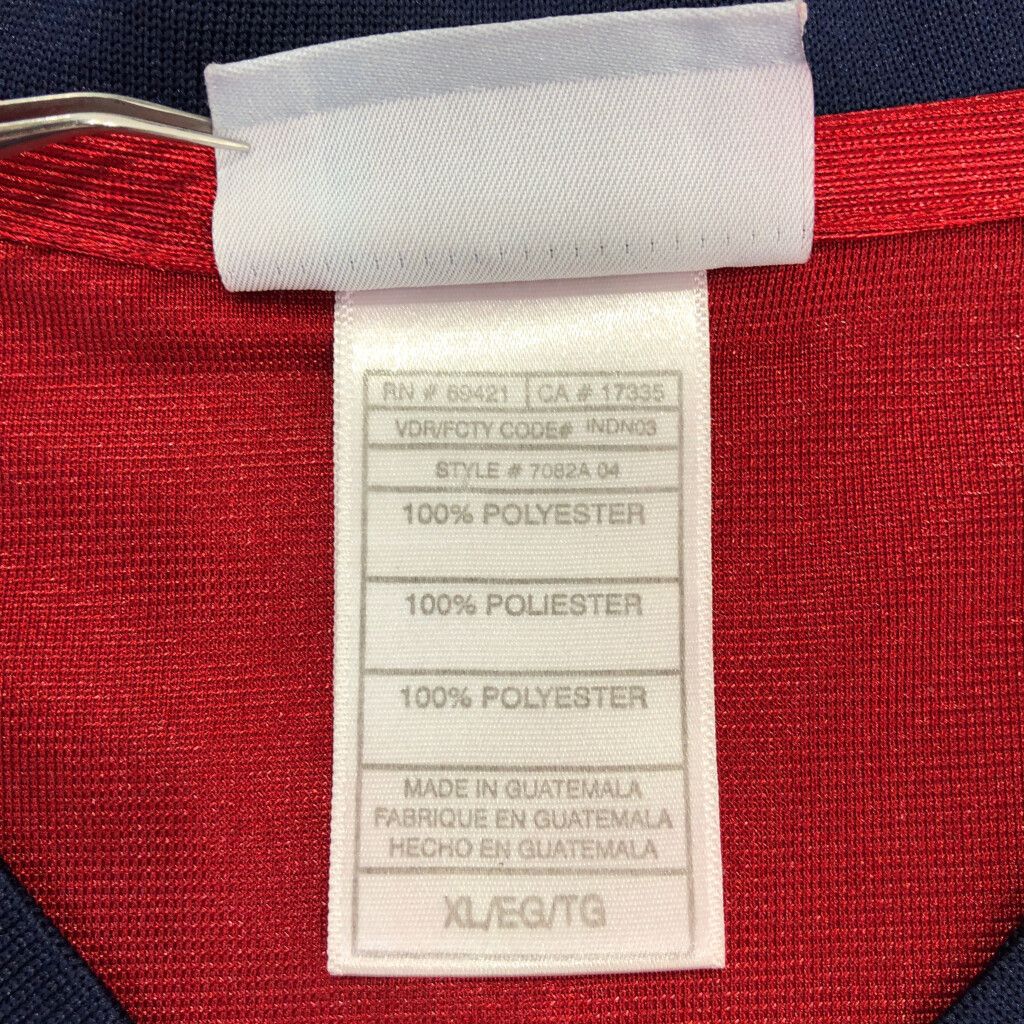 RN # 69421 CA # 17335
VDR/FCTY CODE# INDN03
STYLE # 7082A 04
100% POLYESTER
100% POLIESTER
100% POLYESTER
MADE IN GUATEMALA
FABRIQUE EN GUATEMALA
HECHO EN GUATEMALA
XL/EG/TG